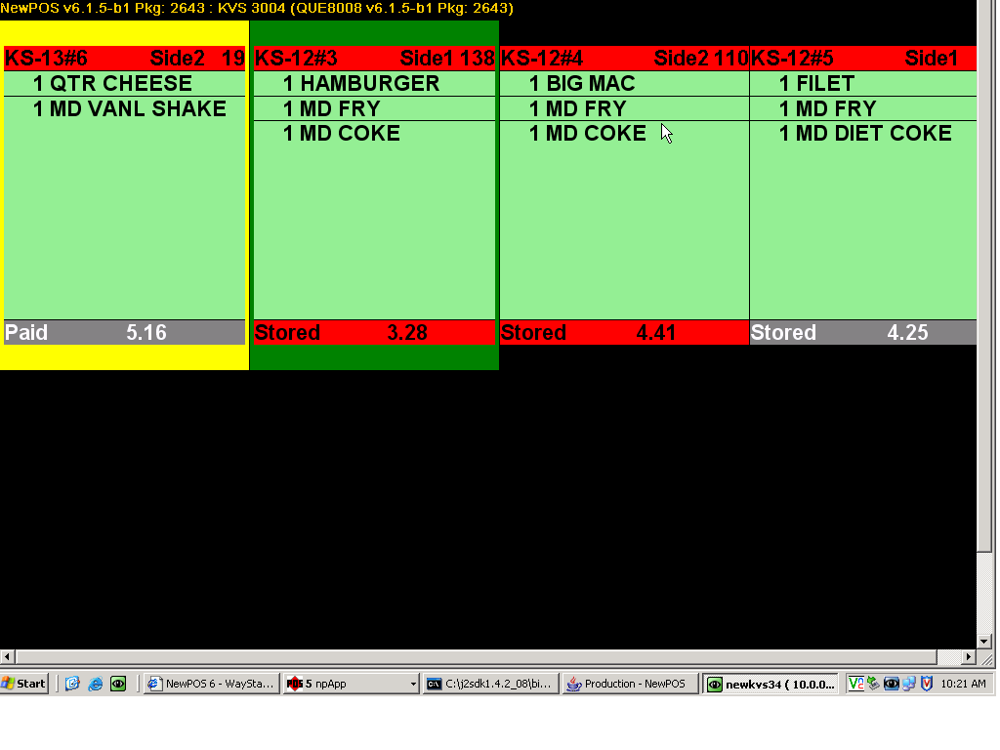 NewPOS v6.1.5-b1 Pkg: 2643 : KVS 3004 (QUE8008 v6.1.5-b1 Pkg: 2643)
KS-13#6 Side2 19
1 QTR CHEESE
1 MD VANL SHAKE
Paid 5.16
KS-12#3 Side1 138
1 HAMBURGER
1 MD FRY
1 MD COKE
Stored 3.28
KS-12#4 Side2 110
1 BIG MAC
1 MD FRY
1 MD COKE
Stored 4.41
KS-12#5 Side1
1 FILET
1 MD FRY
1 MD DIET COKE
Stored 4.25
Start NewPOS 6 - WaySta... 5 npApp C:\j2sdk1.4.2_08\bi... Production - NewPOS newkvs34 ( 10.0.0... 10:21 AM